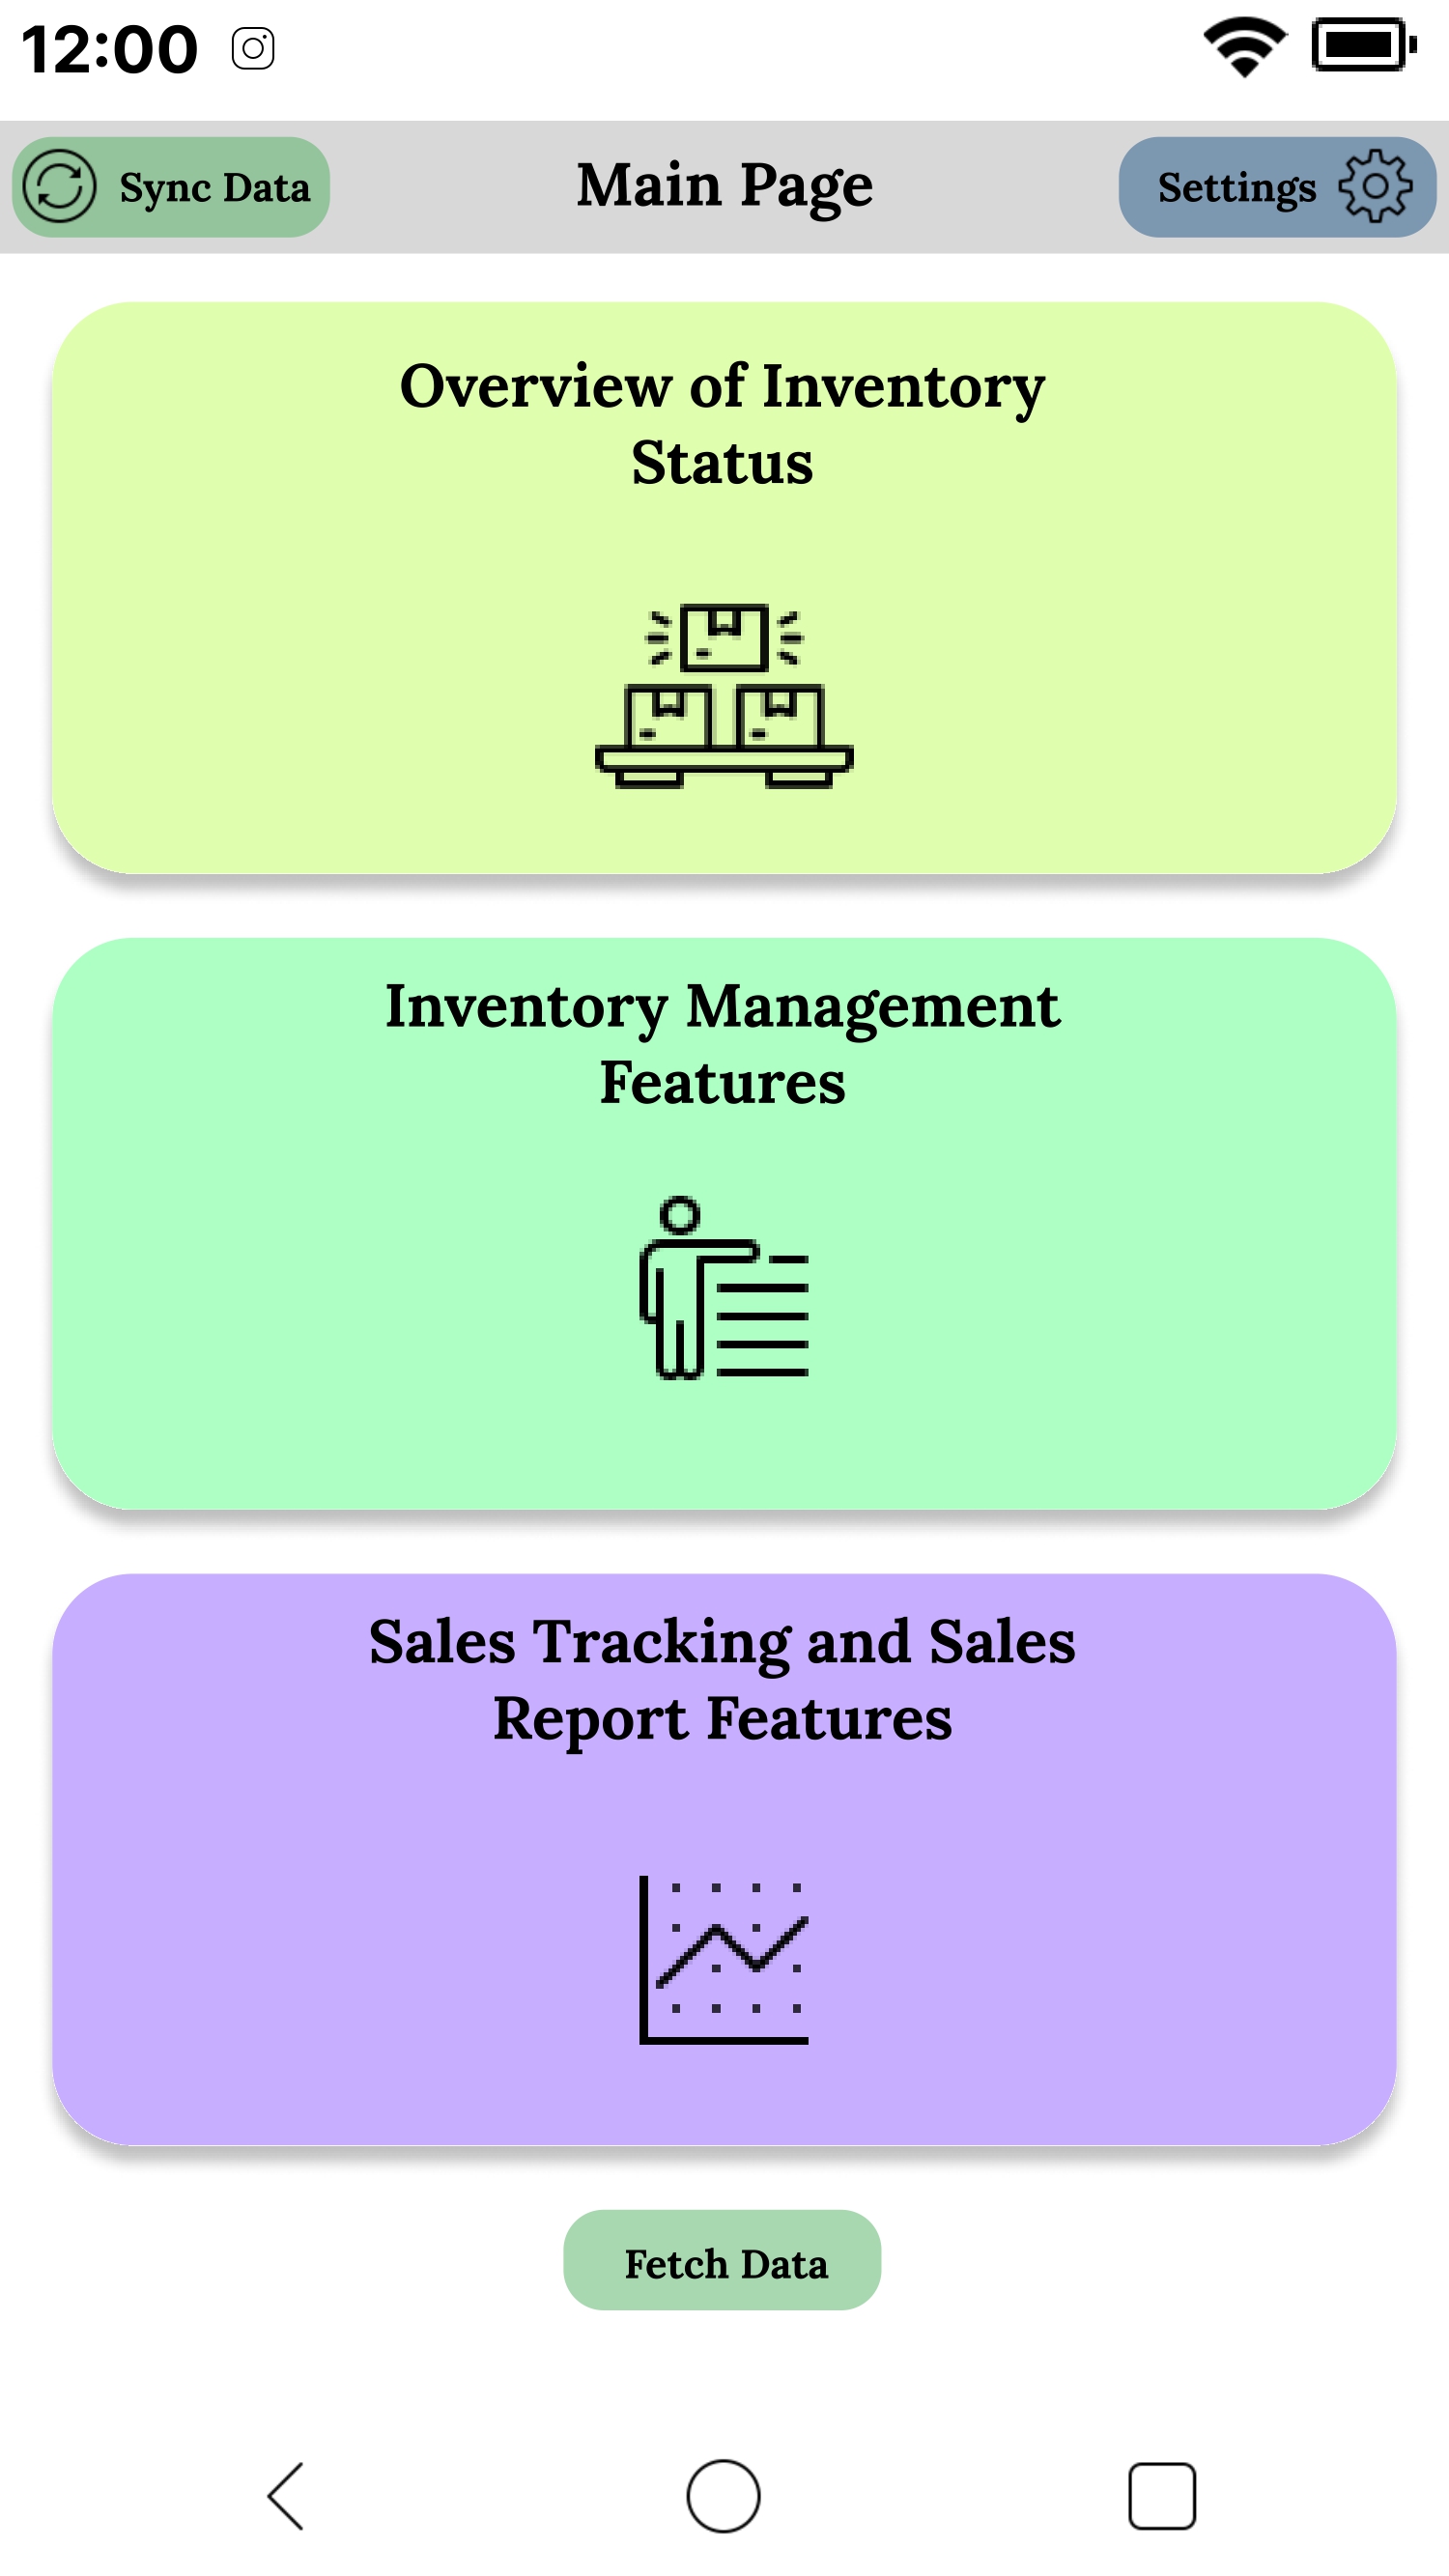 12:00
Sync Data
Main Page
Settings
Overview of Inventory
Status
Inventory Management
Features
Sales Tracking and Sales
Report Features
Fetch Data